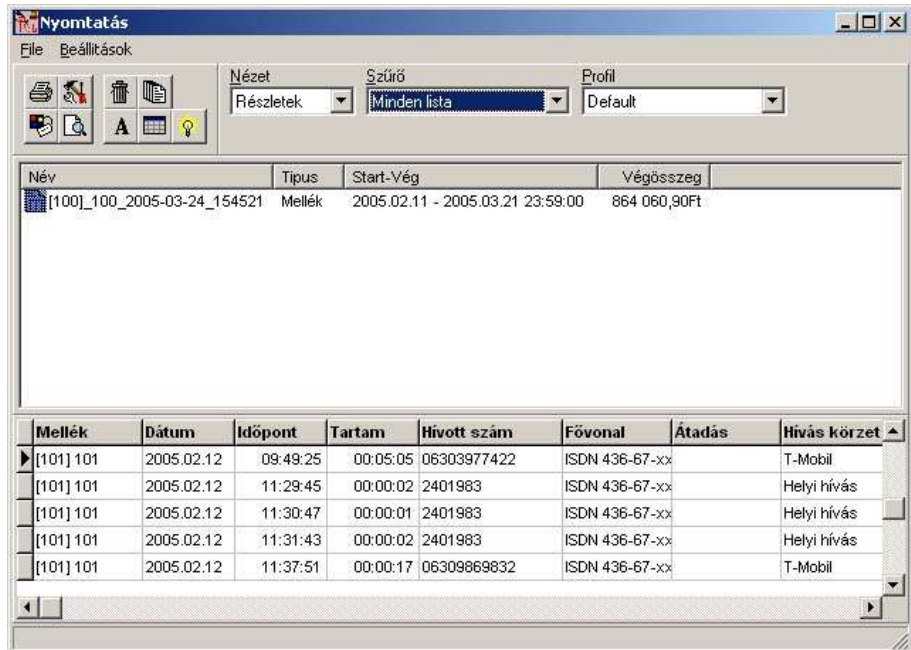 Nyomtatás
File Beállitások
Nézet Szűrő Profil
Részletek Minden lista Default
A
Név Tipus Start-Vég Végösszeg
[100]_100_2005-03-24_154521 Mellék 2005.02.11 - 2005.03.21 23:59:00 864 060,90Ft
Mellék Dátum Időpont Tartam Hívott szám Fövonal Átadás Hívás körzet
[101] 101 2005.02.12 09:49:25 00:05:05 06303977422 ISDN 436-67-xx T-Mobil
[101] 101 2005.02.12 11:29:45 00:00:02 2401983 ISDN 436-67-xx Helyi hívás
[101] 101 2005.02.12 11:30:47 00:00:01 2401983 ISDN 436-67-xx Helyi hívás
[101] 101 2005.02.12 11:31:43 00:00:02 2401983 ISDN 436-67-xx Helyi hívás
[101] 101 2005.02.12 11:37:51 00:00:17 06309869832 ISDN 436-67-xx T-Mobil